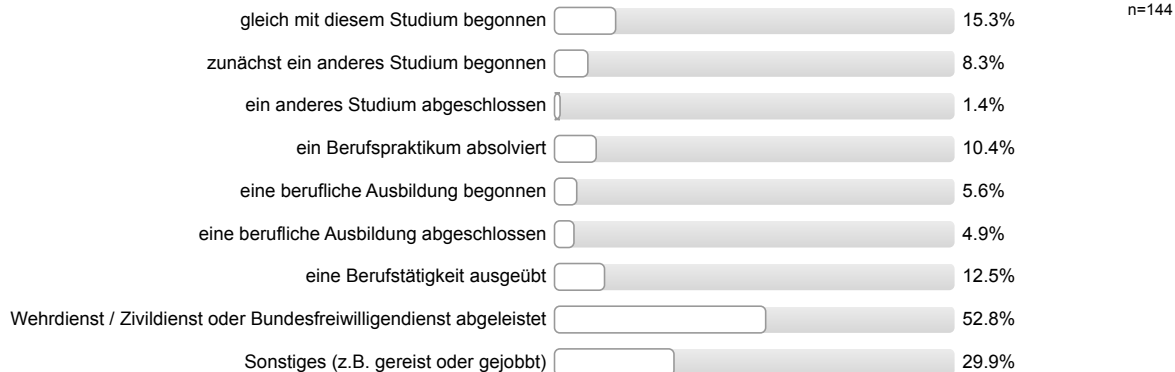 gleich mit diesem Studium begonnen 15.3% n=144
zunächst ein anderes Studium begonnen 8.3%
ein anderes Studium abgeschlossen 1.4%
ein Berufspraktikum absolviert 10.4%
eine berufliche Ausbildung begonnen 5.6%
eine berufliche Ausbildung abgeschlossen 4.9%
eine Berufstätigkeit ausgeübt 12.5%
Wehrdienst / Zivildienst oder Bundesfreiwilligendienst abgeleistet 52.8%
Sonstiges (z.B. gereist oder gejobbt) 29.9%